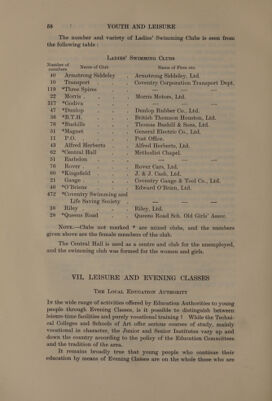 58 YOUTH AND LEISURE
The number and variety of Ladies' Swimming Clubs is seen from
the following table:
LADIES' SWIMMING CLUBS
Number of members Name of Club Name of Firm etc.
40 Armstrong Siddeley Armstrong Siddeley, Ltd.
10 Transport Coventry Corporation Transport Dept.
119 *Three Spires — —
22 Morris Morris Motors, Ltd.
317 *Godiva — —
47 *Dunlop Dunlop Rubber Co., Ltd.
36 *B.T.H. British Thomson Houston, Ltd.
76 *Bushills Thomas Bushill & Sons, Ltd.
51 *Magnet General Electric Co., Ltd.
11 P.O. Post Office
43 Alfred Herberts Alfred Herberts, Ltd.
62 *Central Hall Methodist Chapel
51 — —
76 Rover Rover Cars, Ltd.
60 *Kingsfield J. & J. Cash, Ltd.
21 Gauge Coventry Gauge & Tool Co., Ltd.
40 *O'Briens Edward O'Brien, Ltd.
472 *Coventry Swimming and
Life Saving Society — —
38 Riley Riley, Ltd.
28 *Queens Road Queens Road Sch. Old Girls' Assoc.
NOTE.—Clubs not marked * are mixed clubs, and the numbers
given above are the female members of the club.
The Central Hall is used as a centre and club for the unemployed,
and the swimming club was formed for the women and girls.
VII. LEISURE AND EVENING CLASSES
THE LOCAL EDUCATION AUTHORITY
IN the wide range of activities offered by Education Authorities to young
people through Evening Classes, is it possible to distinguish between
leisure-time facilities and purely vocational training? While the Techni-
cal Colleges and Schools of Art offer serious courses of study, mainly
vocational in character, the Junior and Senior Institutes vary up and
down the country according to the policy of the Education Committees
and the tradition of the area.
It remains broadly true that young people who continue their
education by means of Evening Classes are on the whole those who are